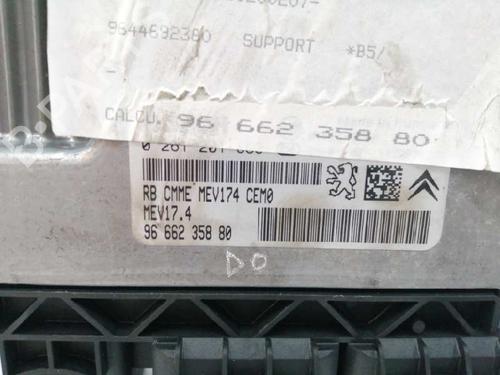 9644692380 SUPPORT *B5/
-
CALCU. 96 662 358 80
RB CMME MEV174 CEM0
MEV17.4
96 662 358 80
DO